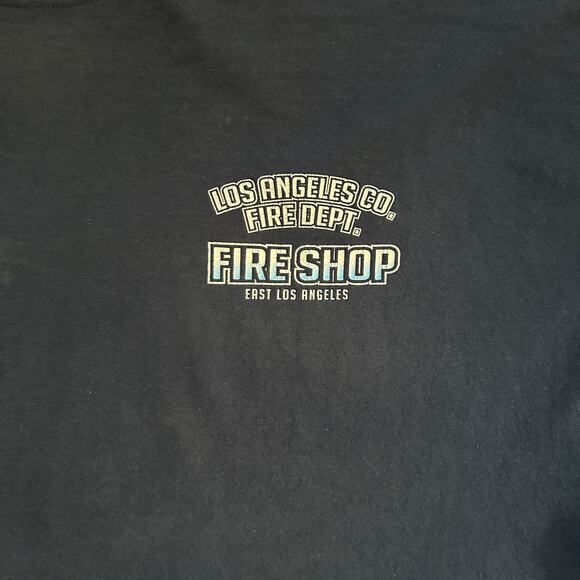 LOS ANGELES CO.
FIRE DEPT.
FIRE SHOP
EAST LOS ANGELES